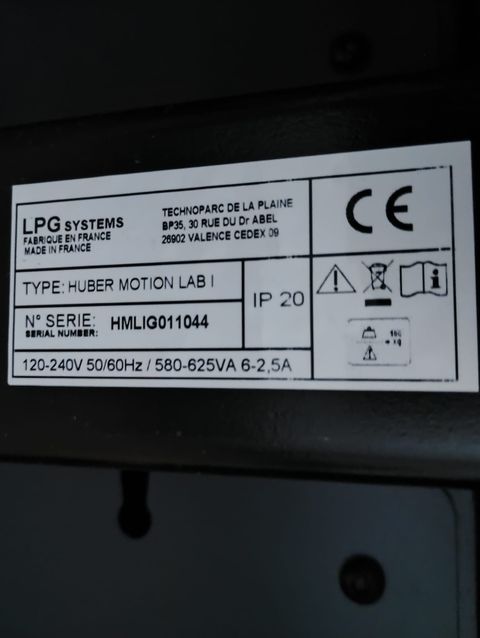 LPG SYSTEMS
FABRIQUE EN FRANCE
MADE IN FRANCE
TECHNOPARC DE LA PLAINE
BP35, 30 RUE DU Dr ABEL
26902 VALENCE CEDEX 09
CE
TYPE: HUBER MOTION LAB I
IP 20
N° SERIE: HMLIG011044
SERIAL NUMBER:
120-240V 50/60Hz / 580-625VA 6-2,5A
kg